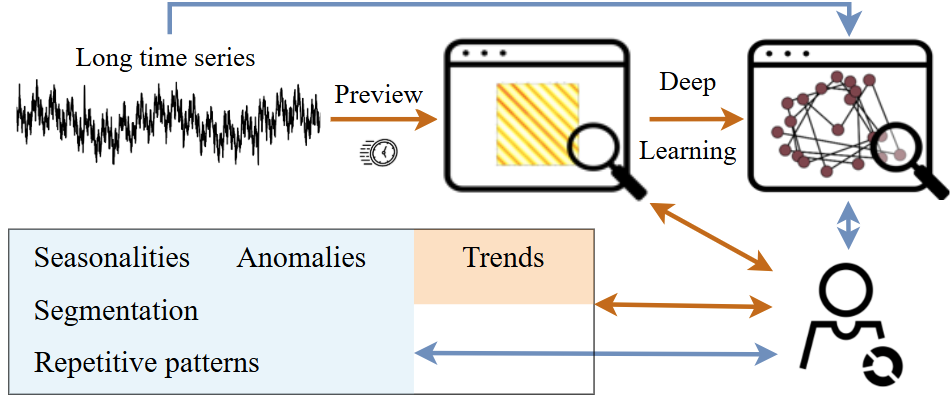 Long time series
Preview
Deep
Learning
Seasonalities Anomalies Trends
Segmentation
Repetitive patterns